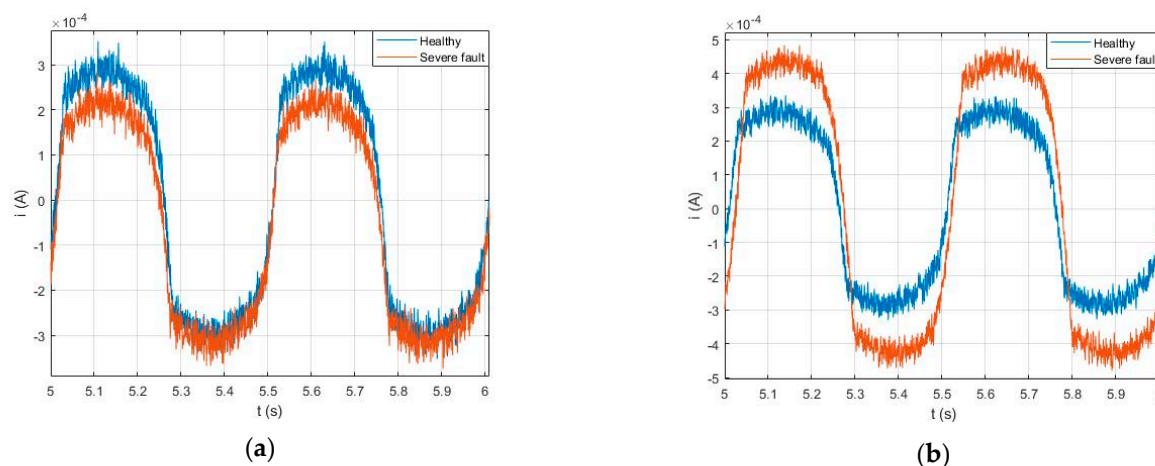 ×10⁻⁴
Healthy
Severe fault
3
2
1
0
-1
-2
-3
i (A)
5 5.1 5.2 5.3 5.4 5.5 5.6 5.7 5.8 5.9 6
t (s)
(a)
×10⁻⁴
Healthy
Severe fault
5
4
3
2
1
0
-1
-2
-3
-4
-5
i (A)
5 5.1 5.2 5.3 5.4 5.5 5.6 5.7 5.8 5.9
t (s)
(b)